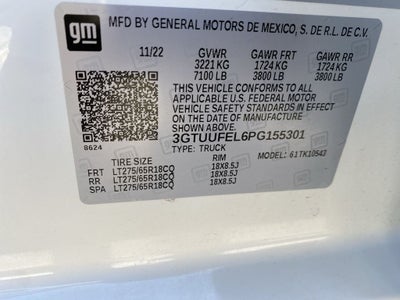 gm
MFD BY GENERAL MOTORS DE MEXICO, S. DE R.L. DE C.V.
11/22 GVWR GAWR FRT GAWR RR
3221 KG 1724 KG 1724 KG
7100 LB 3800 LB 3800 LB
THIS VEHICLE CONFORMS TO ALL
APPLICABLE U.S. FEDERAL MOTOR
VEHICLE SAFETY AND THEFT PREVENTION
STANDARDS IN EFFECT ON THE DATE OF
MANUFACTURE SHOWN ABOVE.
3GTUUFEL6PG155301
8624 TYPE: TRUCK MODEL: 61TK10543
TIRE SIZE RIM
FRT LT275/65R18CQ 18X8.5J
RR LT275/65R18CQ 18X8.5J
SPA LT275/65R18CQ 18X8.5J